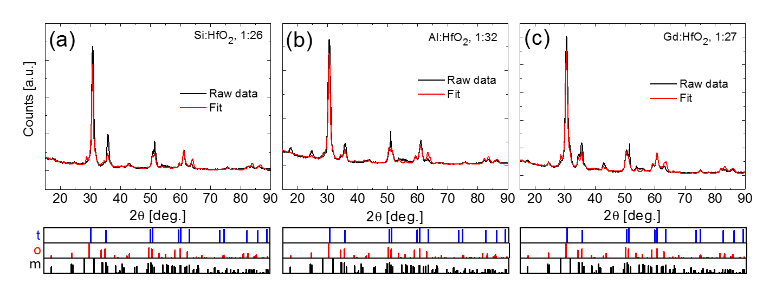 (a) Si:HfO₂, 1:26
Raw data
Fit
Counts [a.u.]
20 30 40 50 60 70 80 90
2θ [deg.]
(b) Al:HfO₂, 1:32
Raw data
Fit
20 30 40 50 60 70 80 90
2θ [deg.]
(c) Gd:HfO₂, 1:27
Raw data
Fit
20 30 40 50 60 70 80 90
2θ [deg.]
t
o
m